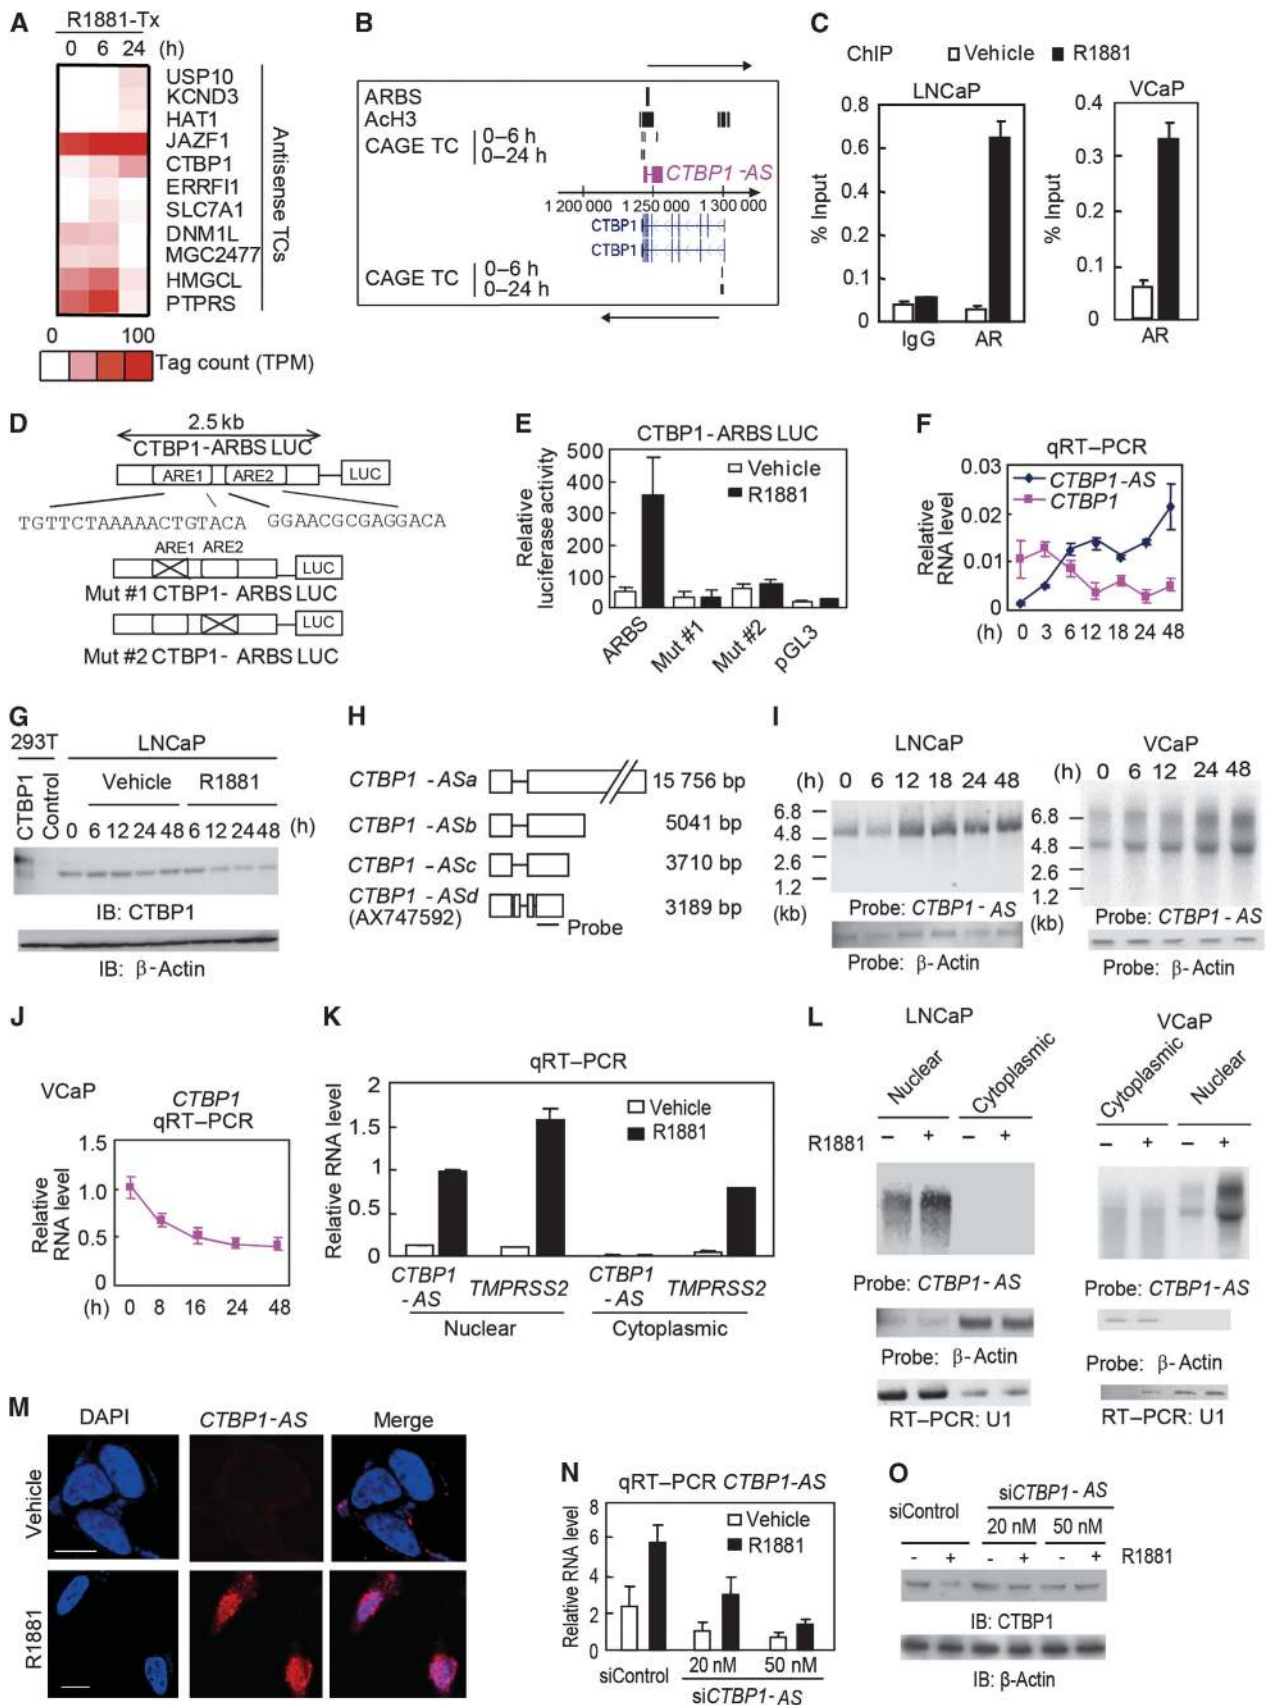 A
R1881-Tx
0 6 24 (h)
USP10
KCND3
HAT1
JAZF1
CTBP1
ERRFI1
SLC7A1
DNM1L
MGC2477
HMGCL
PTPRS
Antisense TCs
0 100
Tag count (TPM)
B
ARBS
AcH3
CAGE TC 0–6 h
0–24 h
CTBP1-AS
1 200 000 1 250 000 1 300 000
CTBP1
CTBP1
CAGE TC 0–6 h
0–24 h
C
ChIP Vehicle R1881
LNCaP
% Input
0.8
0.6
0.4
0.2
0.1
0
IgG AR
VCaP
% Input
0.4
0.3
0.2
0.1
0
AR
D
2.5 kb
CTBP1-ARBS LUC
ARE1 ARE2 LUC
TGTTCTAAAAACTGTACA GGAACGCGAGGACA
ARE1 ARE2
LUC
Mut #1 CTBP1- ARBS LUC
LUC
Mut #2 CTBP1- ARBS LUC
E
CTBP1-ARBS LUC
Relative luciferase activity
500
400
300
200
100
0
Vehicle
R1881
ARBS Mut #1 Mut #2 pGL3
F
qRT–PCR
Relative RNA level
0.03
0.02
0.01
0
CTBP1-AS
CTBP1
(h) 0 3 6 12 18 24 48
G
293T LNCaP
CTBP1 Control Vehicle R1881
0 6 12 24 48 6 12 24 48 (h)
IB: CTBP1
IB: β-Actin
H
CTBP1 -ASa 15 756 bp
CTBP1 -ASb 5041 bp
CTBP1 -ASc 3710 bp
CTBP1 -ASd 3189 bp
(AX747592)
Probe
I
LNCaP
(h) 0 6 12 18 24 48
6.8
4.8
2.6
1.2
(kb)
Probe: CTBP1-AS
Probe: β-Actin
VCaP
(h) 0 6 12 24 48
6.8
4.8
2.6
1.2
(kb)
Probe: CTBP1-AS
Probe: β-Actin
J
VCaP
CTBP1
qRT–PCR
Relative RNA level
1.5
1.0
0.5
0
(h) 0 8 16 24 48
K
qRT–PCR
Relative RNA level
2
1.5
1
0.5
0
Vehicle
R1881
CTBP1 -AS TMPRSS2 CTBP1 -AS TMPRSS2
Nuclear Cytoplasmic
L
LNCaP
Nuclear Cytoplasmic
R1881 – + – +
Probe: CTBP1-AS
Probe: β-Actin
RT–PCR: U1
VCaP
Cytoplasmic Nuclear
– + – +
Probe: CTBP1-AS
Probe: β-Actin
RT–PCR: U1
M
DAPI CTBP1-AS Merge
Vehicle
R1881
N
qRT–PCR CTBP1-AS
Relative RNA level
8
6
4
2
0
Vehicle
R1881
siControl 20 nM 50 nM
siCTBP1-AS
O
siControl siCTBP1-AS
20 nM 50 nM
- + - + - + R1881
IB: CTBP1
IB: β-Actin